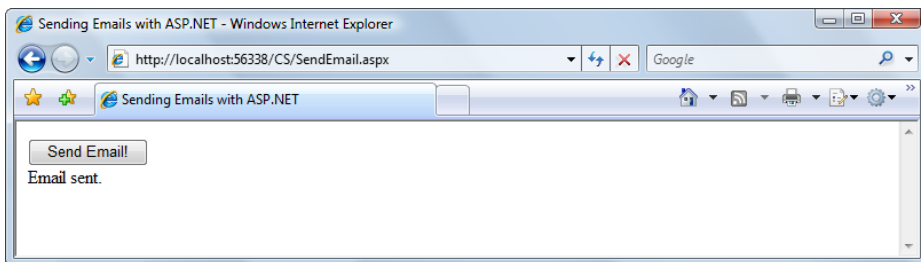 Sending Emails with ASP.NET - Windows Internet Explorer
http://localhost:56338/CS/SendEmail.aspx
Google
Sending Emails with ASP.NET
Send Email!
Email sent.